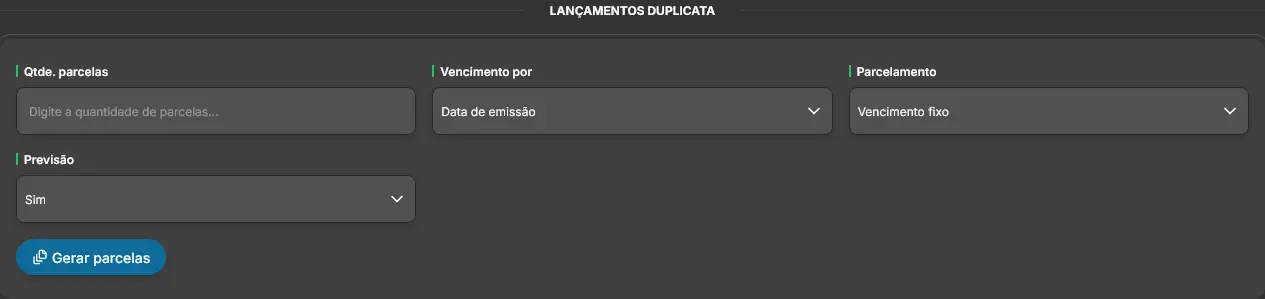 LANÇAMENTOS DUPLICATA
Qtde. parcelas
Vencimento por
Parcelamento
Digite a quantidade de parcelas...
Data de emissão
Vencimento fixo
Previsão
Sim
Gerar parcelas